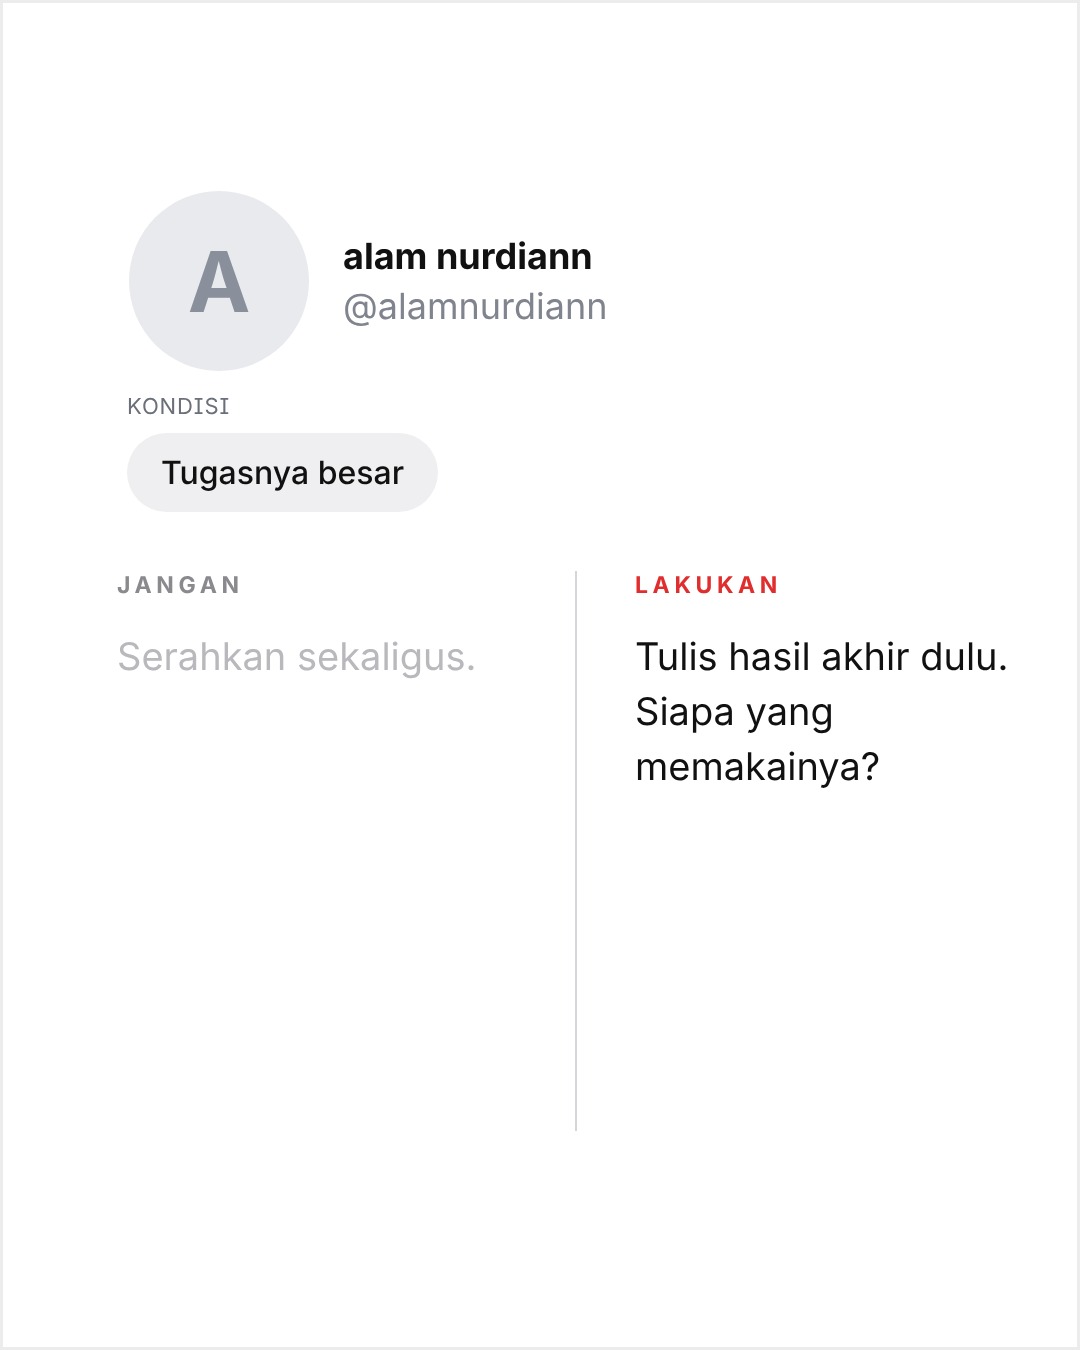 A
alam nurdiann
@alamnurdiann
KONDISI
Tugasnya besar
JANGAN
Serahkan sekaligus.
LAKUKAN
Tulis hasil akhir dulu.
Siapa yang
memakainya?